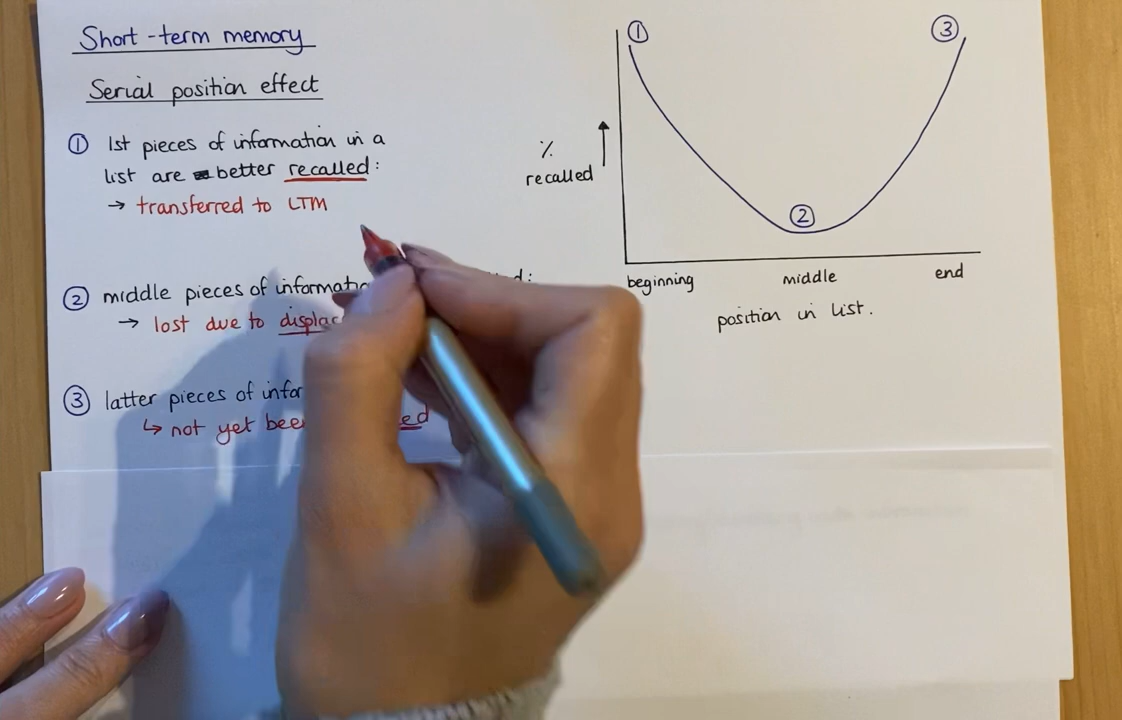 Short-term memory
Serial position effect
① 1st pieces of information in a
list are better recalled:
→ transferred to LTM
② middle pieces of
→ lost due to
③ latter pieces of
↳ not yet
①
②
③
%
recalled
beginning middle end
position in list.